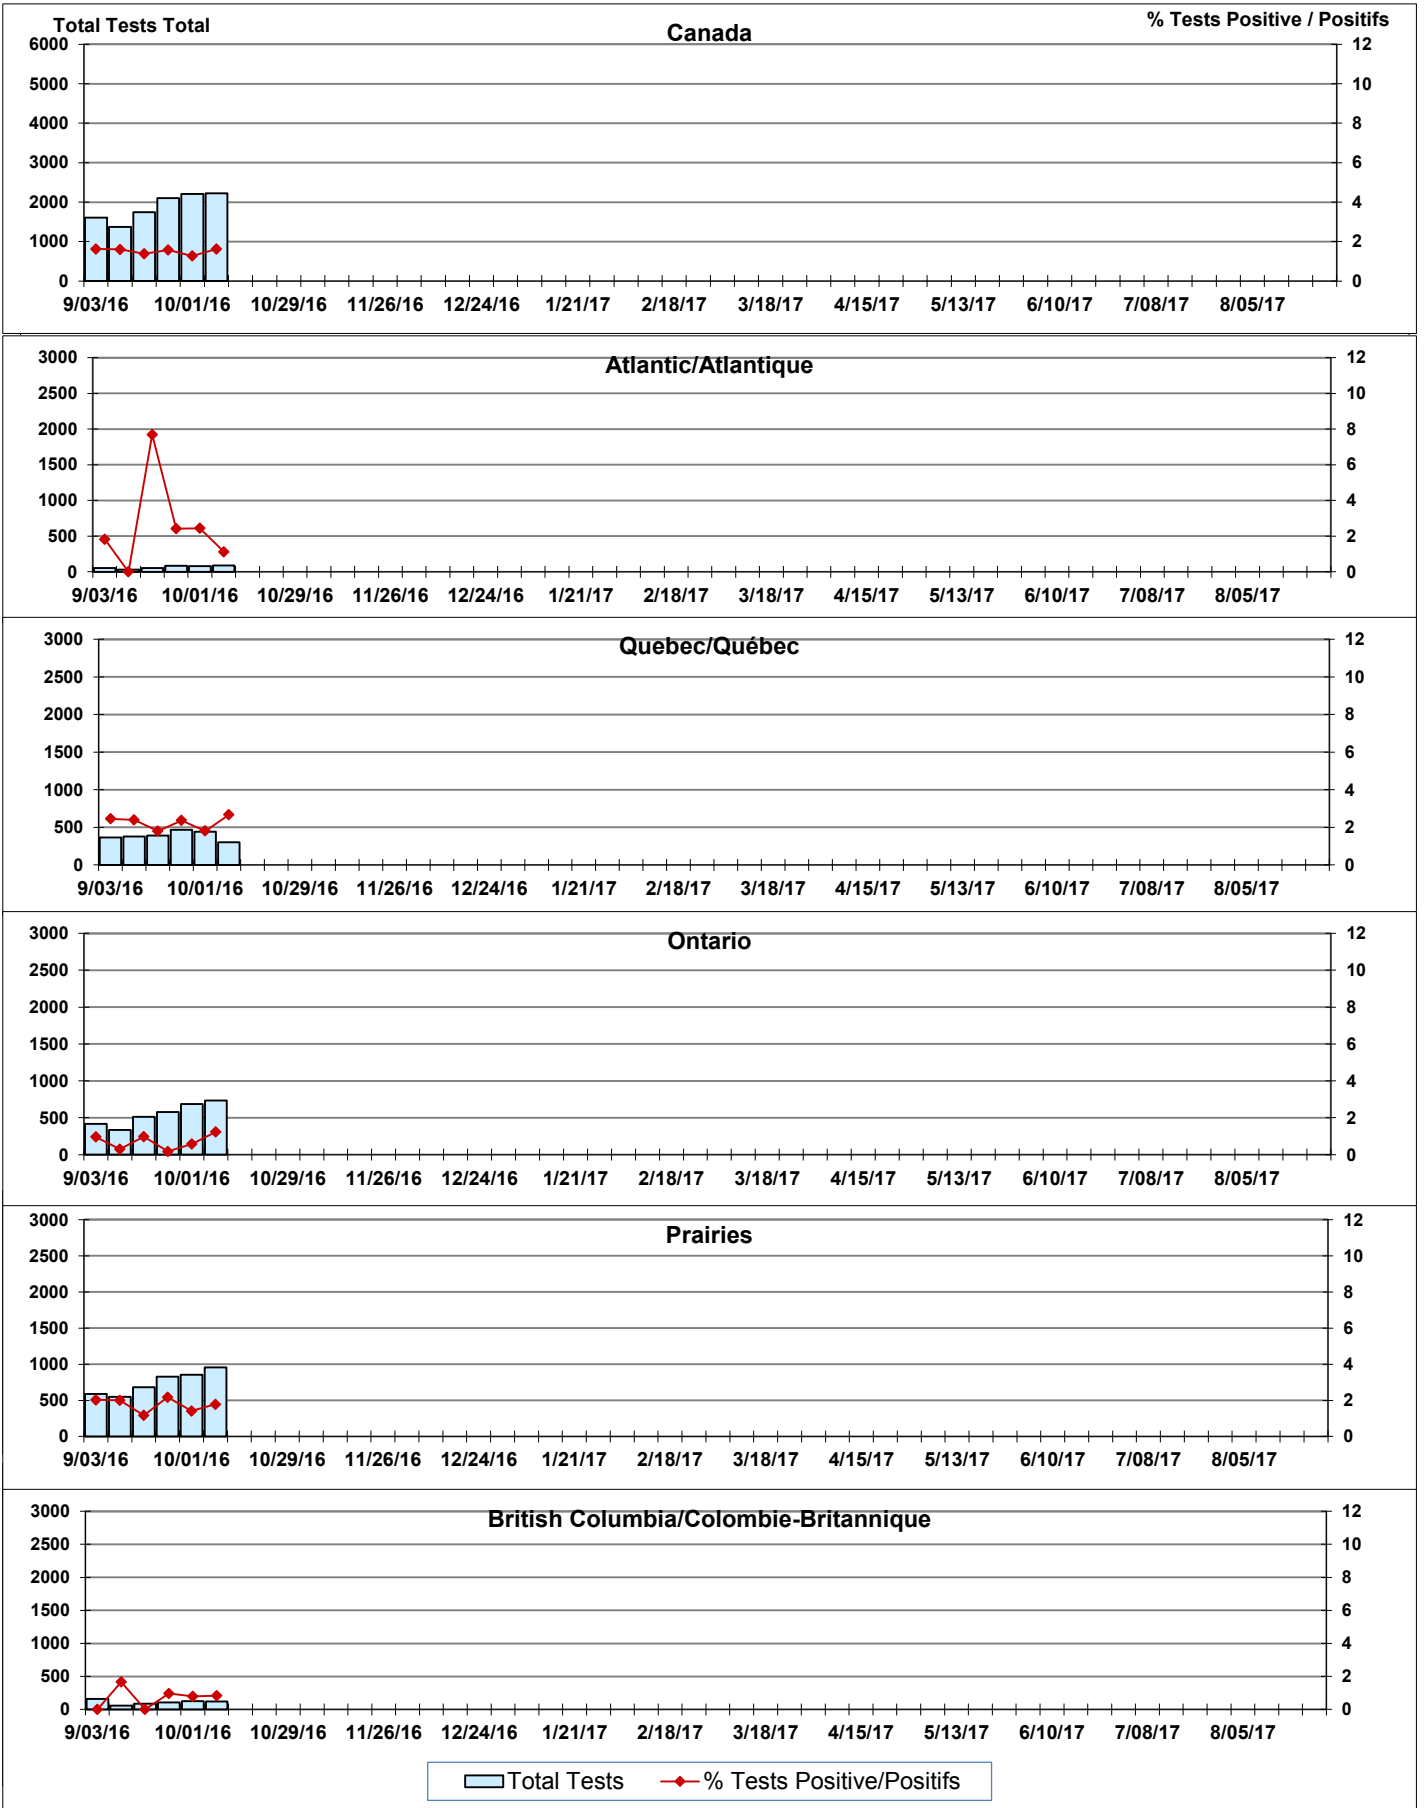 Total Tests Total
% Tests Positive / Positifs
Canada
6000 12
5000 10
4000 8
3000 6
2000 4
1000 2
0 0
9/03/16 10/01/16 10/29/16 11/26/16 12/24/16 1/21/17 2/18/17 3/18/17 4/15/17 5/13/17 6/10/17 7/08/17 8/05/17
Atlantic/Atlantique
3000 12
2500 10
2000 8
1500 6
1000 4
500 2
0 0
9/03/16 10/01/16 10/29/16 11/26/16 12/24/16 1/21/17 2/18/17 3/18/17 4/15/17 5/13/17 6/10/17 7/08/17 8/05/17
Quebec/Québec
3000 12
2500 10
2000 8
1500 6
1000 4
500 2
0 0
9/03/16 10/01/16 10/29/16 11/26/16 12/24/16 1/21/17 2/18/17 3/18/17 4/15/17 5/13/17 6/10/17 7/08/17 8/05/17
Ontario
3000 12
2500 10
2000 8
1500 6
1000 4
500 2
0 0
9/03/16 10/01/16 10/29/16 11/26/16 12/24/16 1/21/17 2/18/17 3/18/17 4/15/17 5/13/17 6/10/17 7/08/17 8/05/17
Prairies
3000 12
2500 10
2000 8
1500 6
1000 4
500 2
0 0
9/03/16 10/01/16 10/29/16 11/26/16 12/24/16 1/21/17 2/18/17 3/18/17 4/15/17 5/13/17 6/10/17 7/08/17 8/05/17
British Columbia/Colombie-Britannique
3000 12
2500 10
2000 8
1500 6
1000 4
500 2
0 0
9/03/16 10/01/16 10/29/16 11/26/16 12/24/16 1/21/17 2/18/17 3/18/17 4/15/17 5/13/17 6/10/17 7/08/17 8/05/17
Total Tests % Tests Positive/Positifs